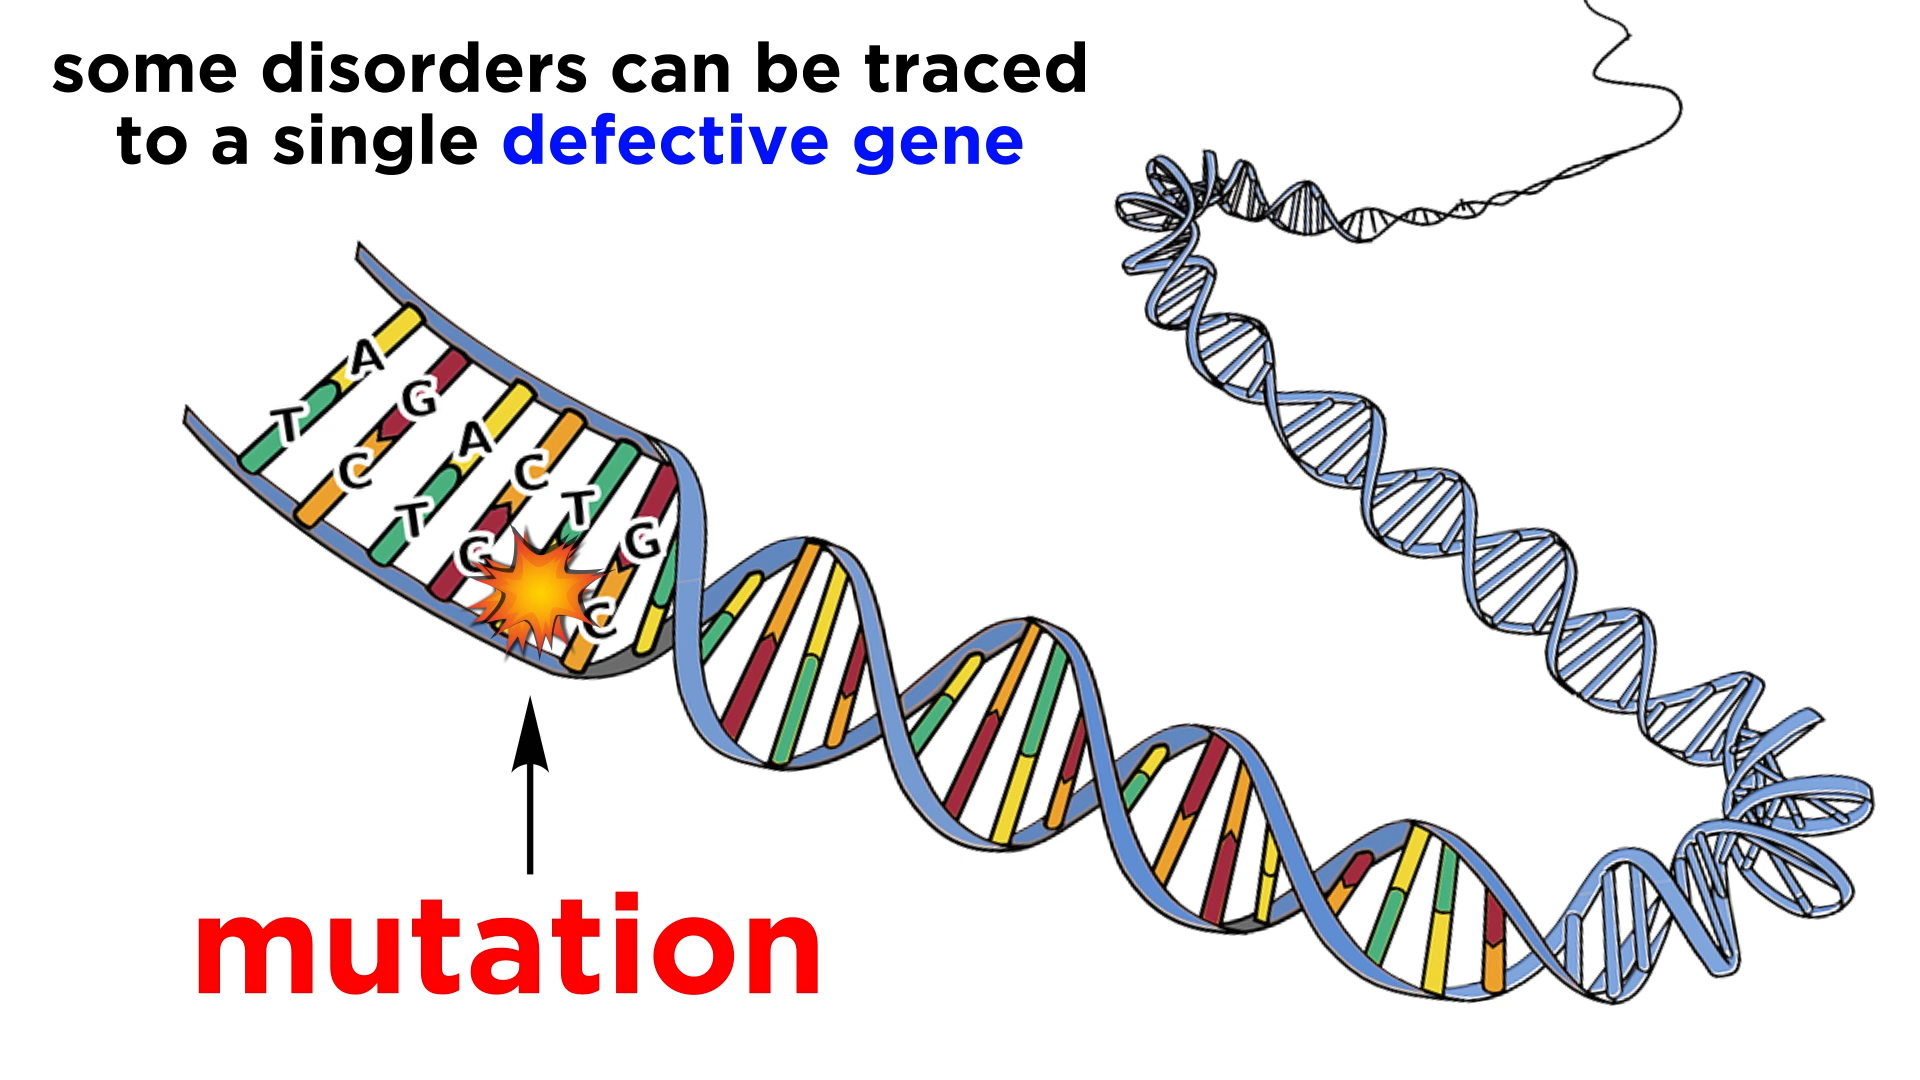 some disorders can be traced
to a single defective gene
A
T
G
C
A
T
C
G
T
G
C
mutation